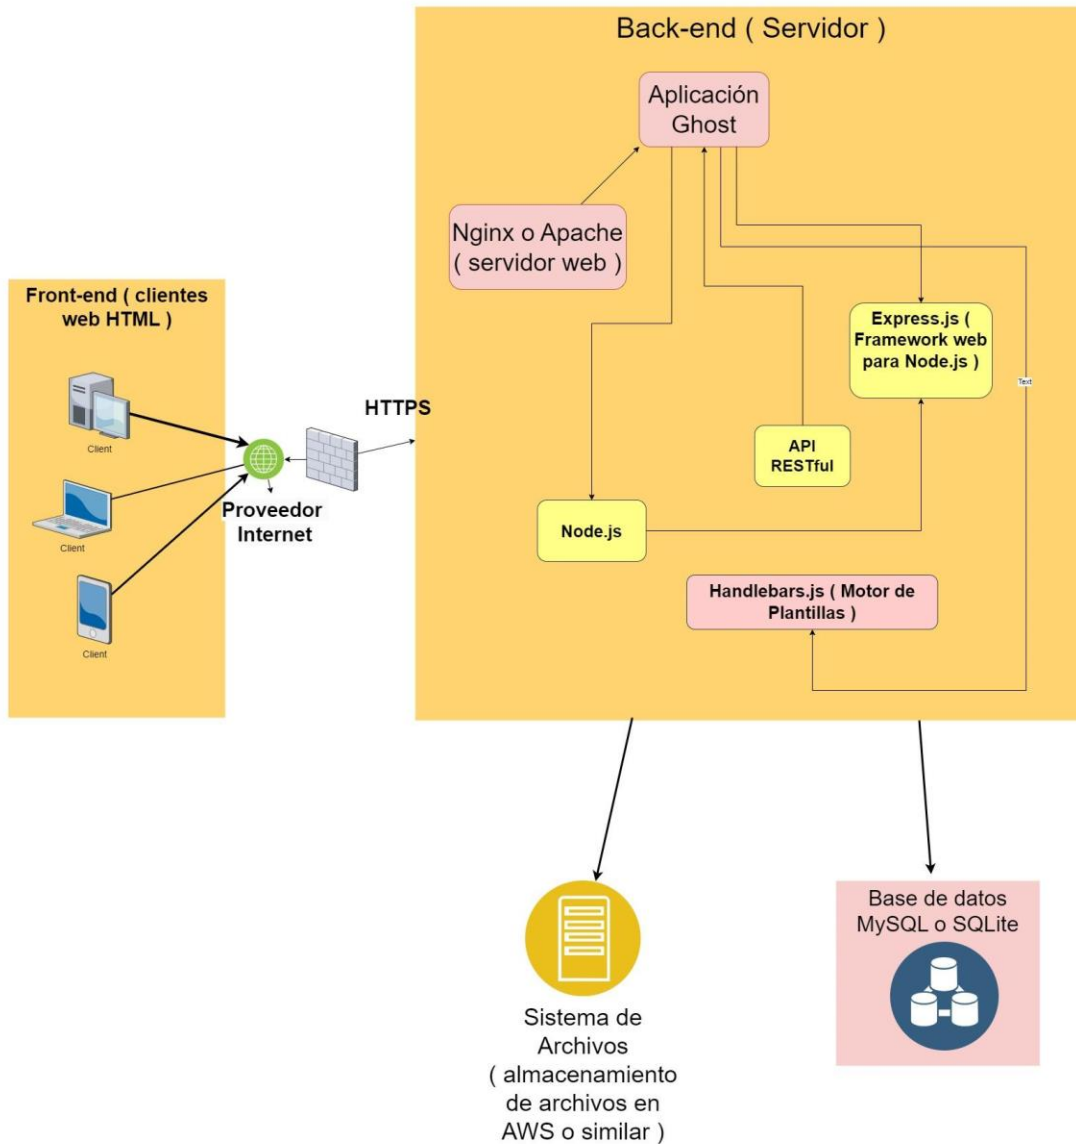 Back-end ( Servidor )
Aplicación
Ghost
Nginx o Apache
( servidor web )
Front-end ( clientes
web HTML )
Client
Client
Client
Proveedor
Internet
HTTPS
Express.js (
Framework web
para Node.js )
Text
API
RESTful
Node.js
Handlebars.js ( Motor de
Plantillas )
Sistema de
Archivos
( almacenamiento
de archivos en
AWS o similar )
Base de datos
MySQL o SQLite